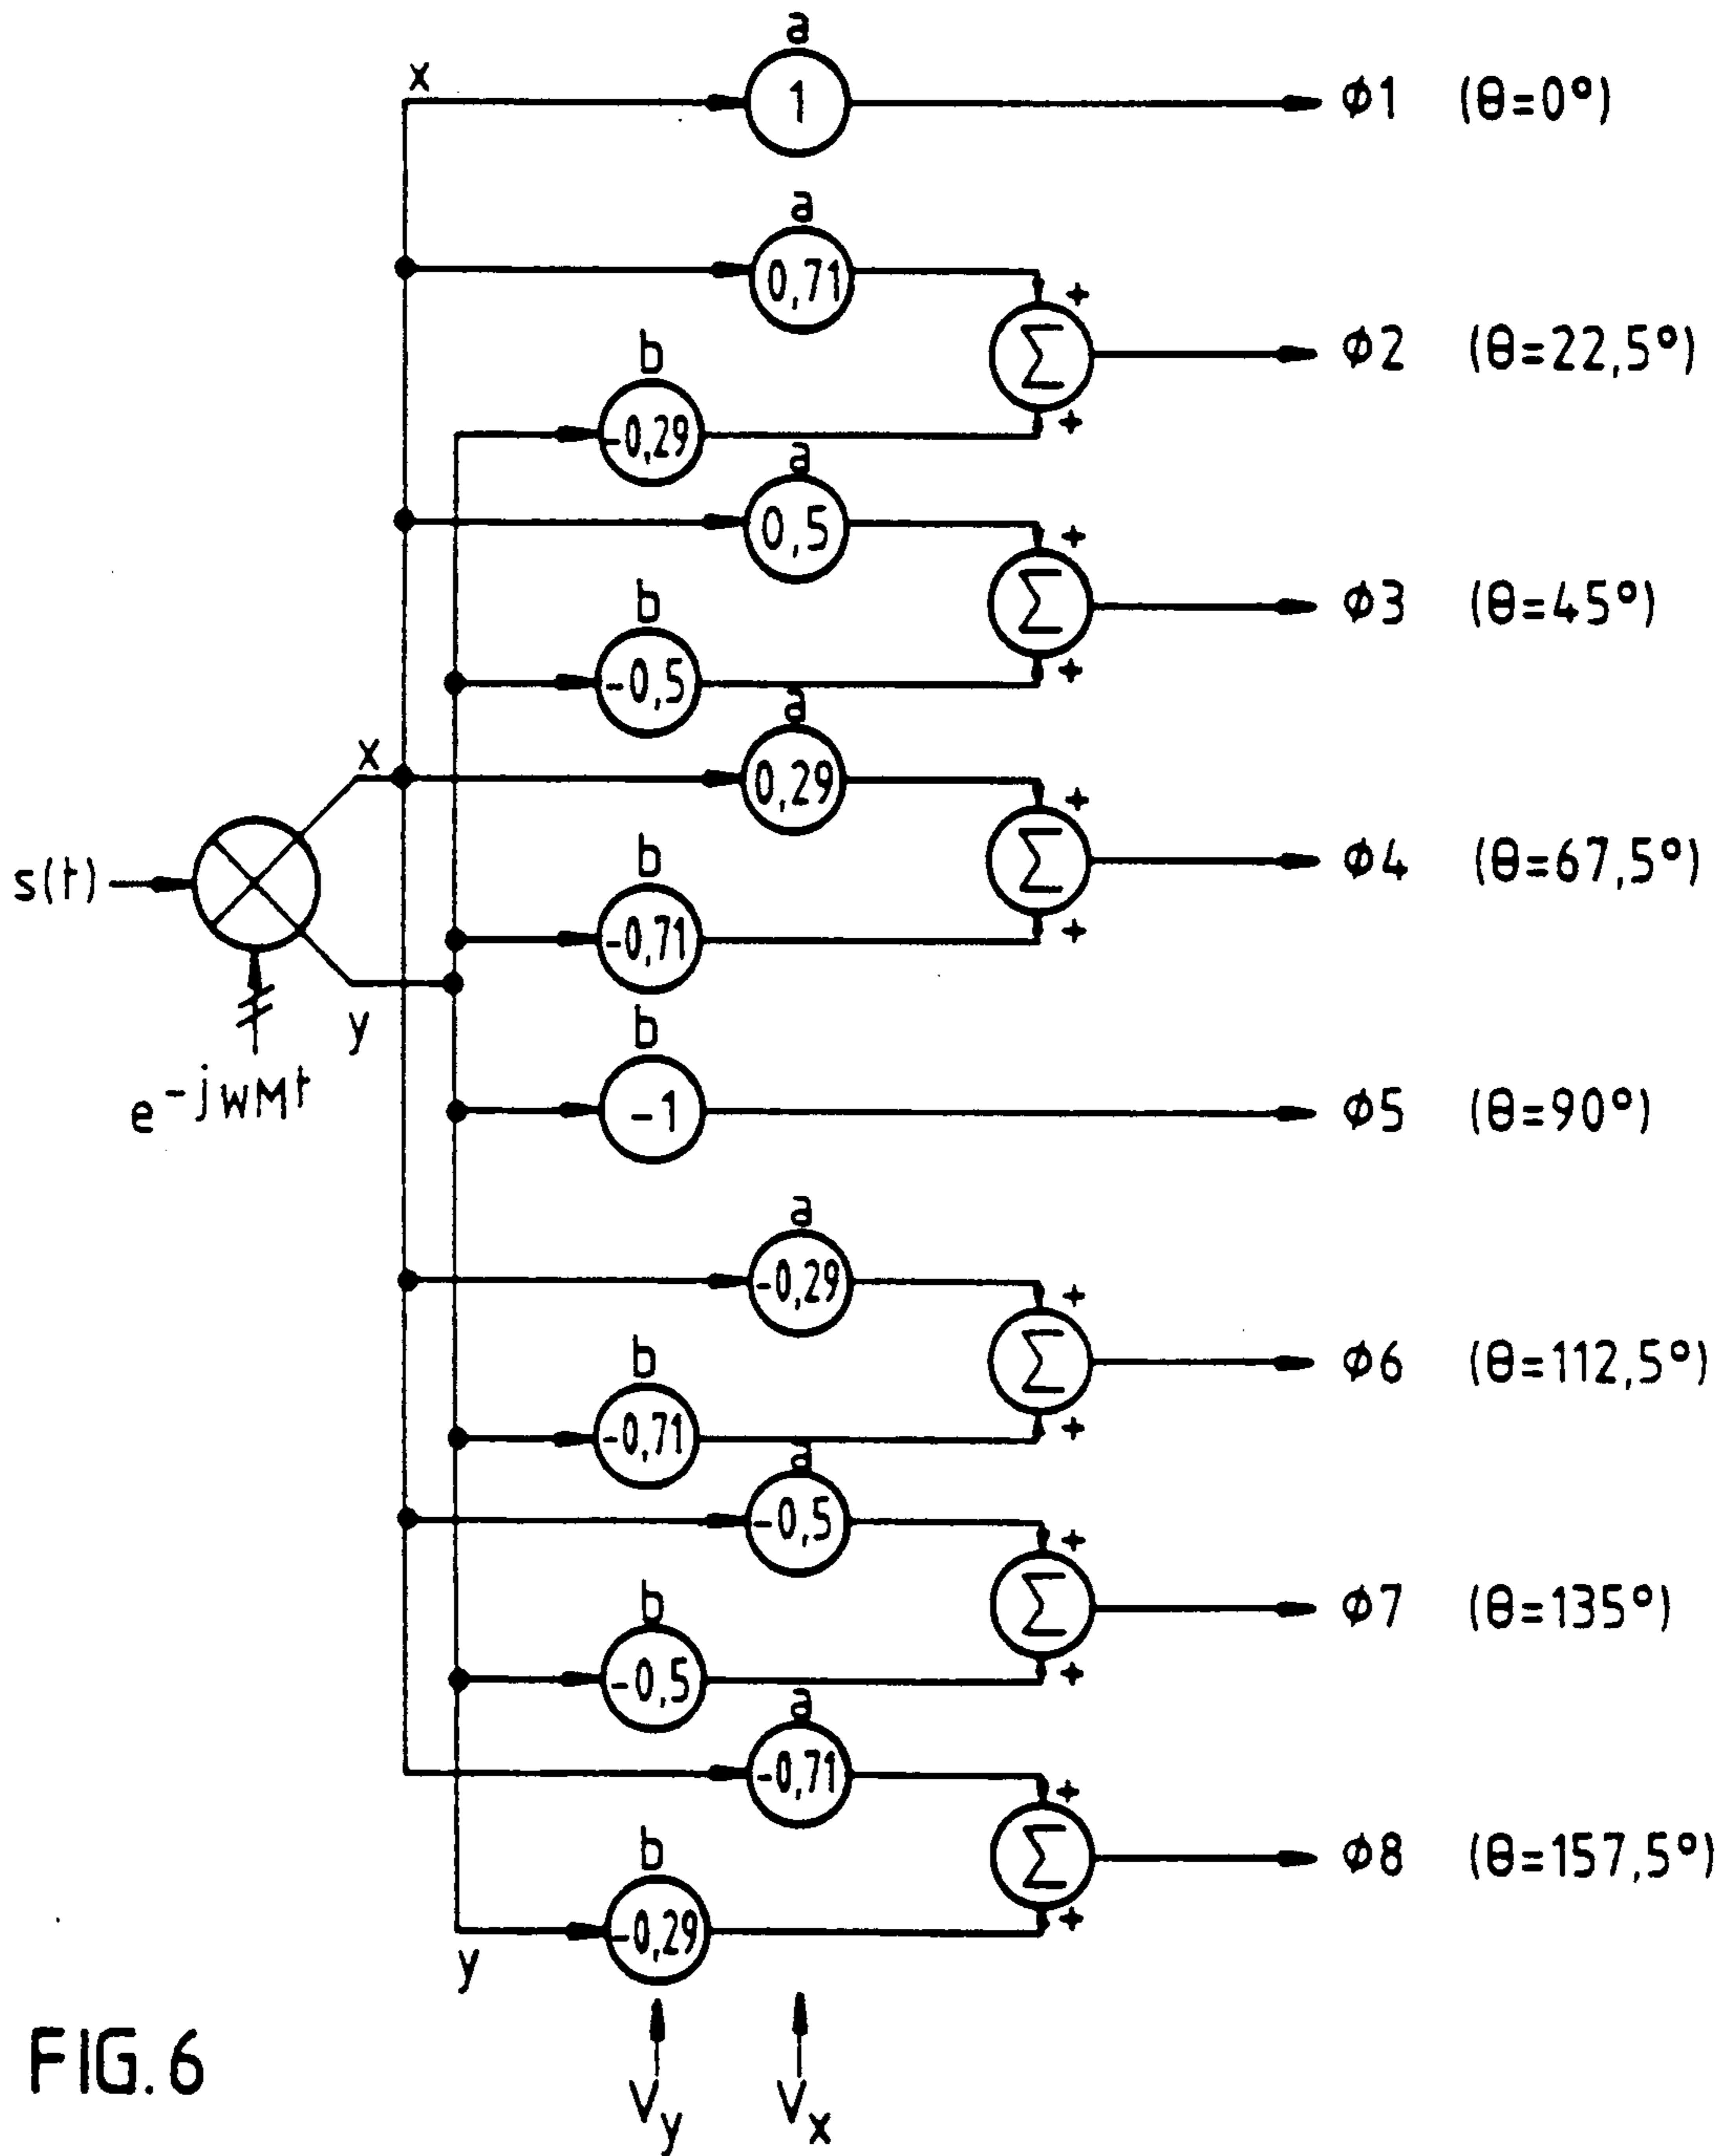 a
x
1
ϕ1 (θ=0°)
a
0,71
+
Σ
ϕ2 (θ=22,5°)
b
-0,29
+
a
0,5
+
Σ
ϕ3 (θ=45°)
b
-0,5
+
a
x
0,29
+
Σ
ϕ4 (θ=67,5°)
s(t)
b
-0,71
+
y
e^-jwMt
b
-1
ϕ5 (θ=90°)
a
-0,29
+
Σ
ϕ6 (θ=112,5°)
b
-0,71
+
a
-0,5
+
Σ
ϕ7 (θ=135°)
b
-0,5
+
a
-0,71
+
Σ
ϕ8 (θ=157,5°)
b
-0,29
+
y
Vy Vx
FIG.6